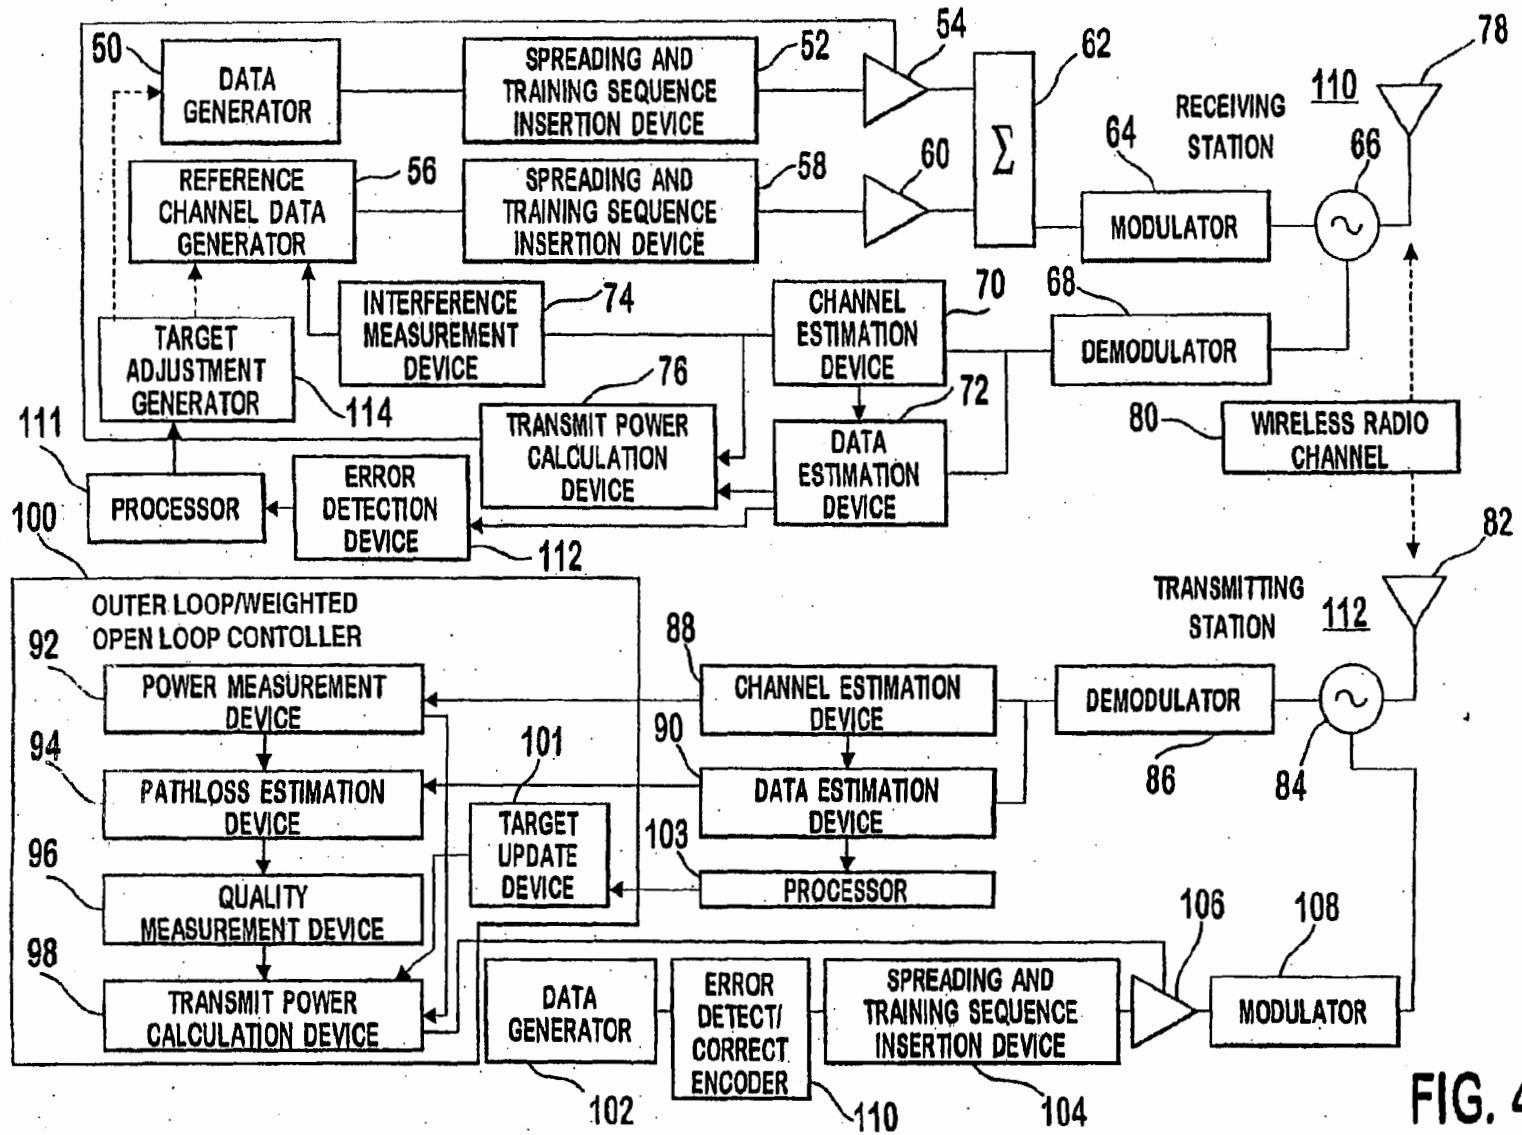 50
DATA
GENERATOR
SPREADING AND
TRAINING SEQUENCE
INSERTION DEVICE
52
54
62
Σ
78
110
RECEIVING
STATION
64
66
REFERENCE
CHANNEL DATA
GENERATOR
56
SPREADING AND
TRAINING SEQUENCE
INSERTION DEVICE
58
60
MODULATOR
INTERFERENCE
MEASUREMENT
DEVICE
74
CHANNEL
ESTIMATION
DEVICE
70
68
DEMODULATOR
TARGET
ADJUSTMENT
GENERATOR
114
76
72
TRANSMIT POWER
CALCULATION
DEVICE
DATA
ESTIMATION
DEVICE
80
WIRELESS RADIO
CHANNEL
111
PROCESSOR
ERROR
DETECTION
DEVICE
112
100
82
TRANSMITTING
STATION
112
OUTER LOOP/WEIGHTED
OPEN LOOP CONTOLLER
92
POWER MEASUREMENT
DEVICE
88
CHANNEL ESTIMATION
DEVICE
DEMODULATOR
86
84
94
PATHLOSS ESTIMATION
DEVICE
101
TARGET
UPDATE
DEVICE
90
DATA ESTIMATION
DEVICE
103
PROCESSOR
96
QUALITY
MEASUREMENT DEVICE
98
TRANSMIT POWER
CALCULATION DEVICE
DATA
GENERATOR
102
ERROR
DETECT/
CORRECT
ENCODER
110
SPREADING AND
TRAINING SEQUENCE
INSERTION DEVICE
104
106
108
MODULATOR
FIG. 4